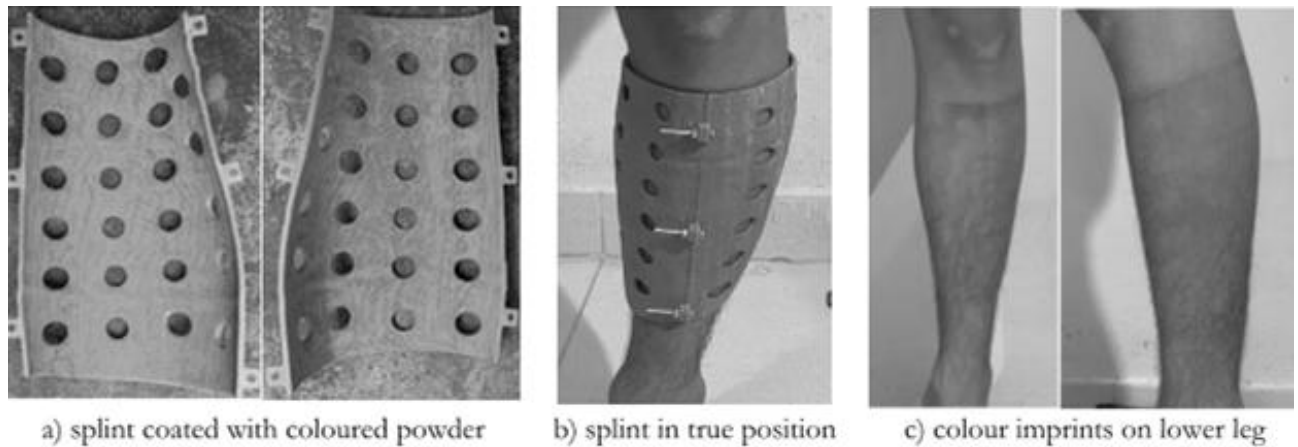 a) splint coated with coloured powder
b) splint in true position
c) colour imprints on lower leg